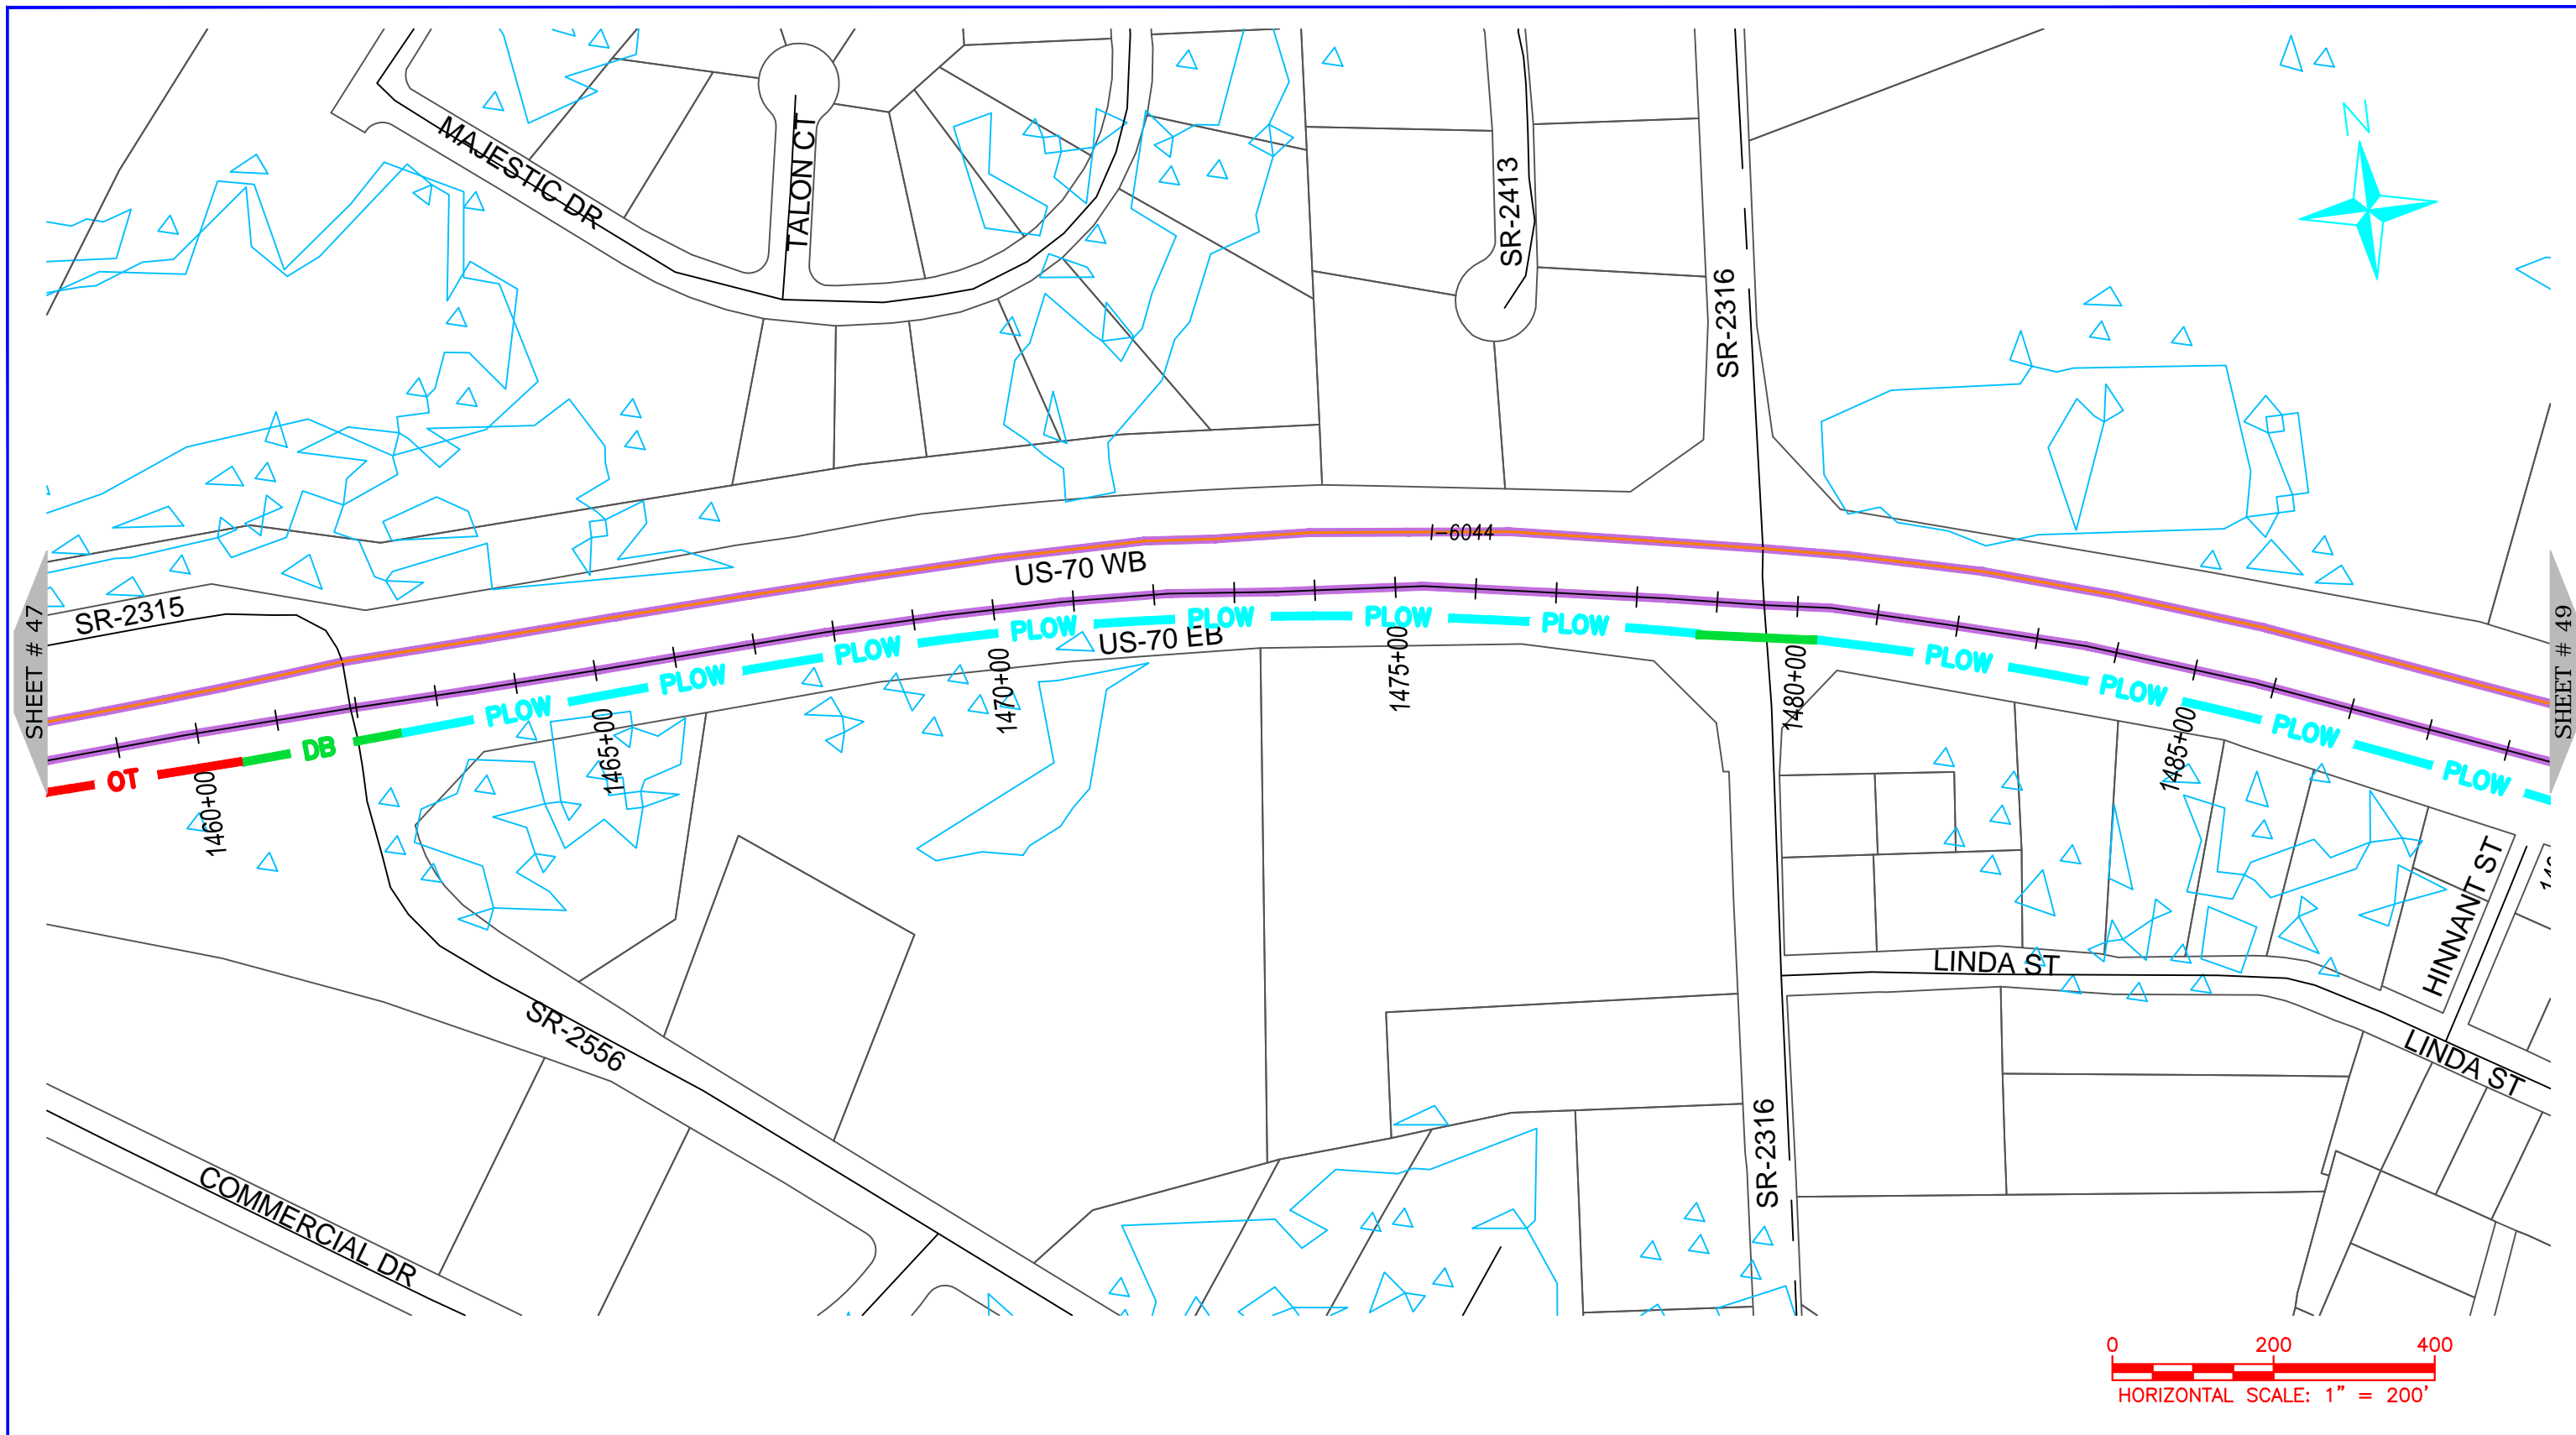 N
MAJESTIC DR
TALON CT
SR-2413
SR-2316
I-6044
US-70 WB
SR-2315
US-70 EB
SHEET # 47
SHEET # 49
OT
DB
PLOW
PLOW
PLOW
PLOW
PLOW
PLOW
PLOW
PLOW
PLOW
PLOW
PLOW
1460+00
1465+00
1470+00
1475+00
1480+00
1485+00
HINNANT ST
LINDA ST
LINDA ST
SR-2556
SR-2316
COMMERCIAL DR
0 200 400
HORIZONTAL SCALE: 1" = 200'